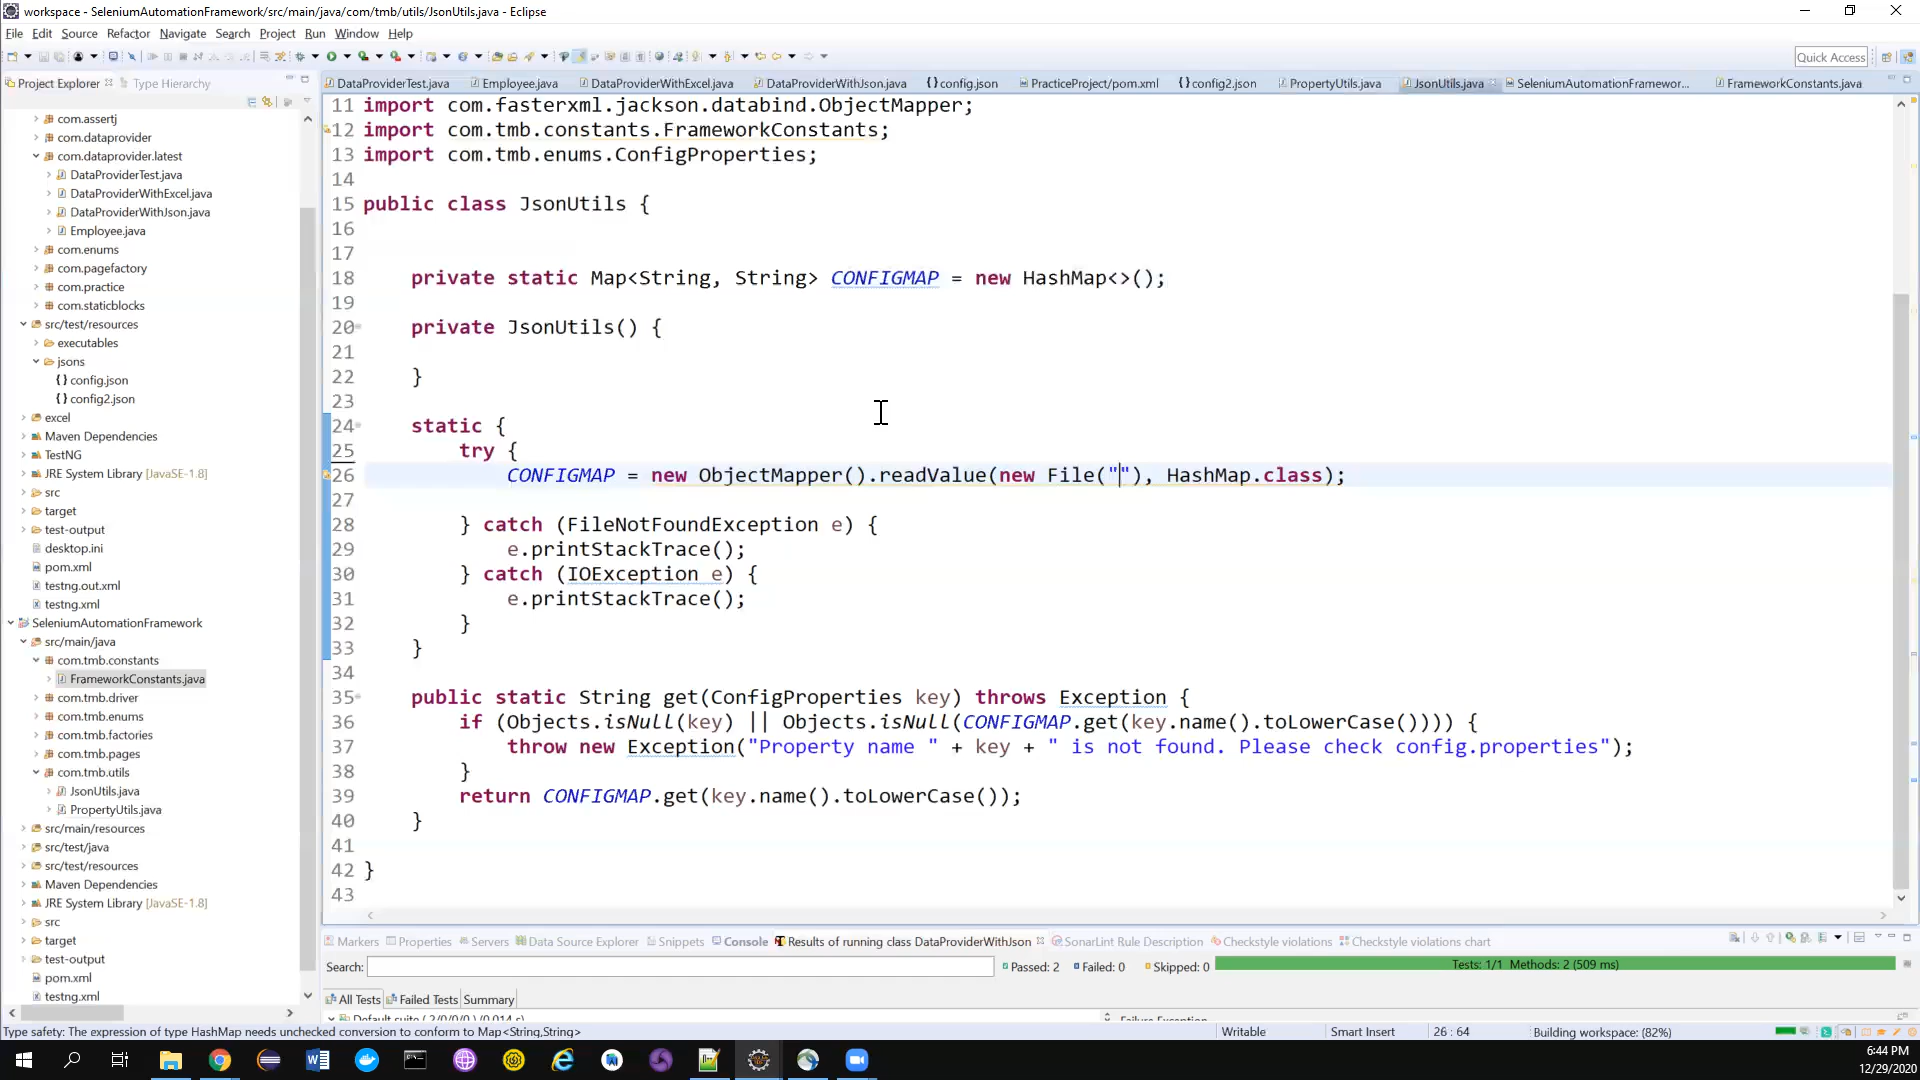 workspace - SeleniumAutomationFramework/src/main/java/com/tmb/utils/JsonUtils.java - Eclipse
File Edit Source Refactor Navigate Search Project Run Window Help
Quick Access
Project Explorer Type Hierarchy
DataProviderTest.java Employee.java DataProviderWithExcel.java DataProviderWithJson.java config.json PracticeProject/pom.xml config2.json PropertyUtils.java JsonUtils.java SeleniumAutomationFramewor... FrameworkConstants.java
com.assertj
com.dataprovider
com.dataprovider.latest
DataProviderTest.java
DataProviderWithExcel.java
DataProviderWithJson.java
Employee.java
com.enums
com.pagefactory
com.practice
com.staticblocks
src/test/resources
executables
jsons
config.json
config2.json
excel
Maven Dependencies
TestNG
JRE System Library [JavaSE-1.8]
src
target
test-output
desktop.ini
pom.xml
testng.out.xml
testng.xml
SeleniumAutomationFramework
src/main/java
com.tmb.constants
FrameworkConstants.java
com.tmb.driver
com.tmb.enums
com.tmb.factories
com.tmb.pages
com.tmb.utils
JsonUtils.java
PropertyUtils.java
src/main/resources
src/test/java
src/test/resources
Maven Dependencies
JRE System Library [JavaSE-1.8]
src
target
test-output
pom.xml
testng.xml
11 import com.fasterxml.jackson.databind.ObjectMapper;
12 import com.tmb.constants.FrameworkConstants;
13 import com.tmb.enums.ConfigProperties;
14
15 public class JsonUtils {
16
17
18 private static Map<String, String> CONFIGMAP = new HashMap<>();
19
20 private JsonUtils() {
21
22 }
23
24 static {
25 try {
26 CONFIGMAP = new ObjectMapper().readValue(new File(""), HashMap.class);
27
28 } catch (FileNotFoundException e) {
29 e.printStackTrace();
30 } catch (IOException e) {
31 e.printStackTrace();
32 }
33 }
34
35 public static String get(ConfigProperties key) throws Exception {
36 if (Objects.isNull(key) || Objects.isNull(CONFIGMAP.get(key.name().toLowerCase()))) {
37 throw new Exception("Property name " + key + " is not found. Please check config.properties");
38 }
39 return CONFIGMAP.get(key.name().toLowerCase());
40 }
41
42 }
43
Markers Properties Servers Data Source Explorer Snippets Console Results of running class DataProviderWithJson SonarLint Rule Description Checkstyle violations Checkstyle violations chart
Search: Passed: 2 Failed: 0 Skipped: 0 Tests: 1/1 Methods: 2 (509 ms)
All Tests Failed Tests Summary
Default suite ( 2/0/0/0 ) (0.014 s) Failure Exception
Type safety: The expression of type HashMap needs unchecked conversion to conform to Map<String,String> Writable Smart Insert 26 : 64 Building workspace: (82%)
6:44 PM
12/29/2020